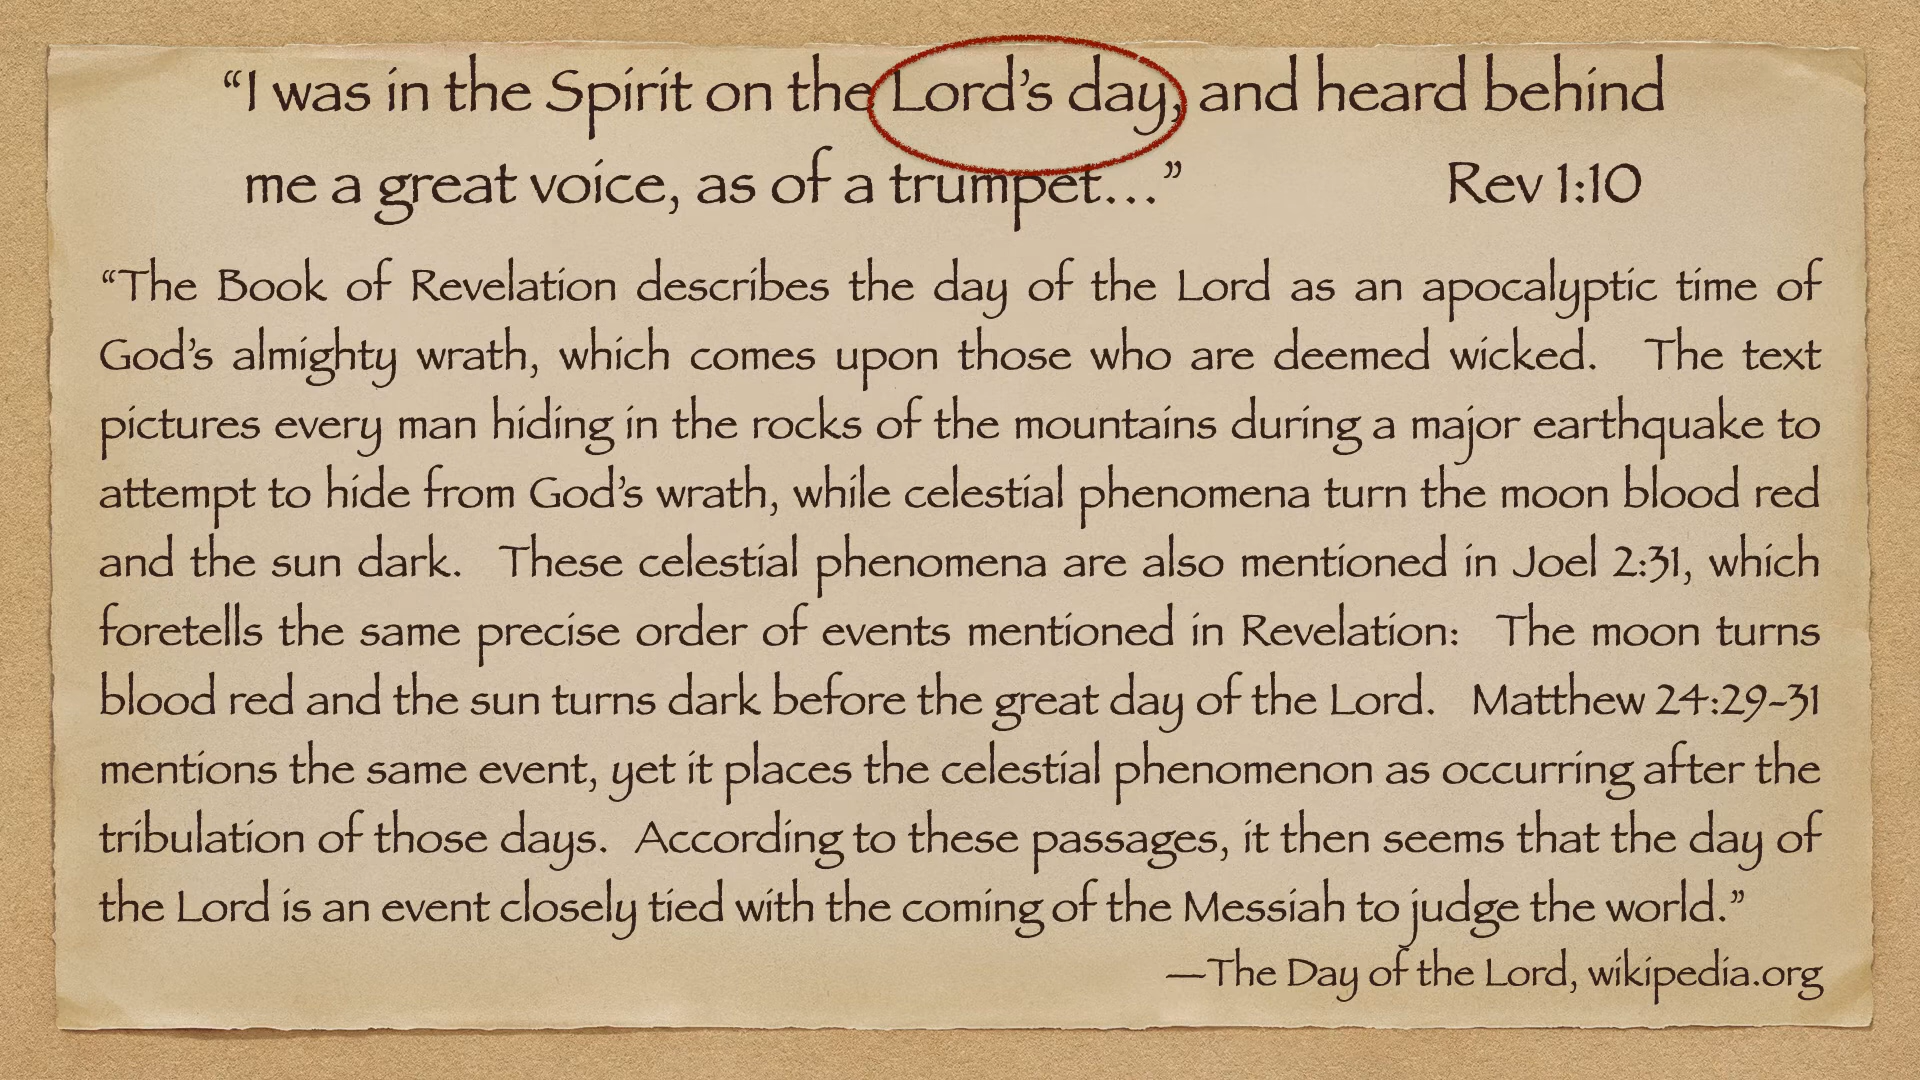 “I was in the Spirit on the Lord’s day, and heard behind
me a great voice, as of a trumpet…” Rev 1:10
“The Book of Revelation describes the day of the Lord as an apocalyptic time of
God’s almighty wrath, which comes upon those who are deemed wicked. The text
pictures every man hiding in the rocks of the mountains during a major earthquake to
attempt to hide from God’s wrath, while celestial phenomena turn the moon blood red
and the sun dark. These celestial phenomena are also mentioned in Joel 2:31, which
foretells the same precise order of events mentioned in Revelation: The moon turns
blood red and the sun turns dark before the great day of the Lord. Matthew 24:29-31
mentions the same event, yet it places the celestial phenomenon as occurring after the
tribulation of those days. According to these passages, it then seems that the day of
the Lord is an event closely tied with the coming of the Messiah to judge the world.”
—The Day of the Lord, wikipedia.org